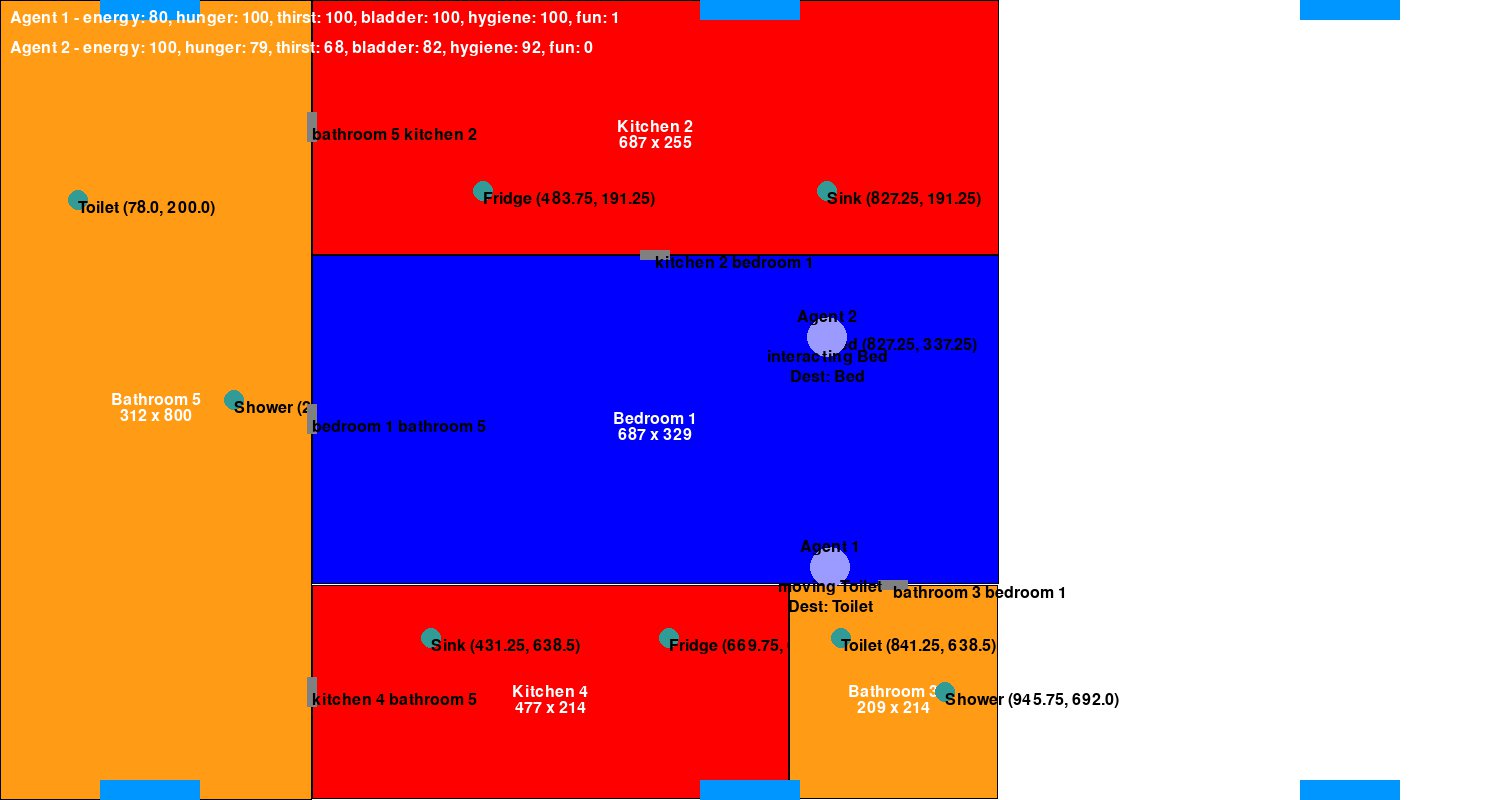 Agent 1 - energy: 80, hunger: 100, thirst: 100, bladder: 100, hygiene: 100, fun: 1
Agent 2 - energy: 100, hunger: 79, thirst: 68, bladder: 82, hygiene: 92, fun: 0
Kitchen 2
687 x 255
bathroom 5 kitchen 2
Toilet (78.0, 200.0)
Fridge (483.75, 191.25)
Sink (827.25, 191.25)
kitchen 2 bedroom 1
Agent 2
d (827.25, 337.25)
interacting Bed
Dest: Bed
Bathroom 5
312 x 800
Shower (2
bedroom 1 bathroom 5
Bedroom 1
687 x 329
Agent 1
moving Toilet
Dest: Toilet
bathroom 3 bedroom 1
Sink (431.25, 638.5)
Fridge (669.75,
Toilet (841.25, 638.5)
Kitchen 4
477 x 214
Bathroom 3
209 x 214
Shower (945.75, 692.0)
kitchen 4 bathroom 5